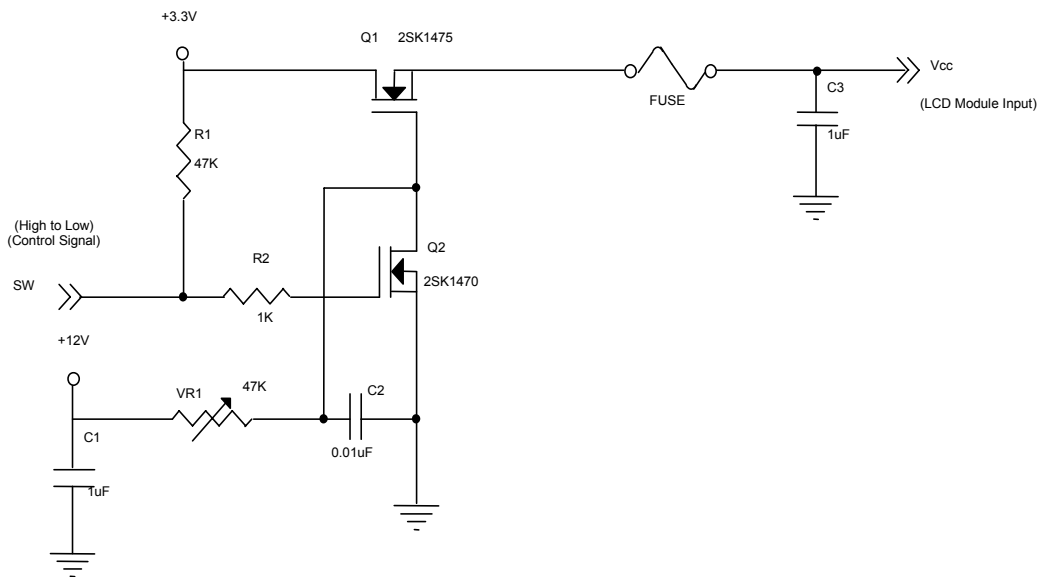 +3.3V
Q1 2SK1475
R1
47K
FUSE
C3
1uF
Vcc
(LCD Module Input)
(High to Low)
(Control Signal)
SW
R2
1K
Q2
2SK1470
+12V
VR1
47K
C2
0.01uF
C1
1uF